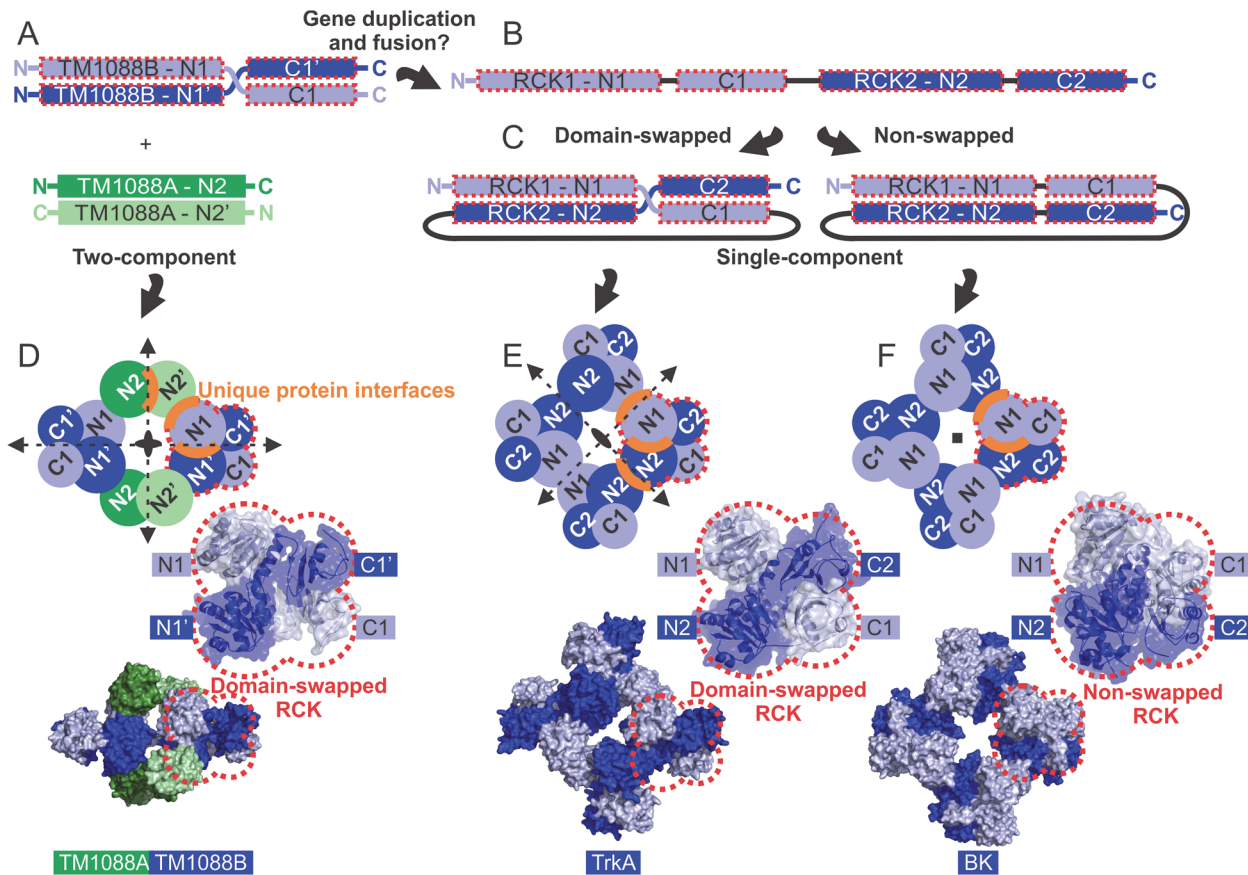 A
Gene duplication
and fusion?
B
N TM1088B - N1 C1' C
N TM1088B - N1' C1 C
N RCK1 - N1 C1 RCK2 - N2 C2 C
+
C
Domain-swapped
Non-swapped
N TM1088A - N2 C
C TM1088A - N2' N
N RCK1 - N1 C2 C
RCK2 - N2 C1
N RCK1 - N1 C1
RCK2 - N2 C2 C
Two-component
Single-component
D
N2 N2'
Unique protein interfaces
C1' N1 N1 C1'
C1 N1' N1' C1
N2 N2'
E
C1 C2
N2 N1
C1 N2 N1 C2
C2 N1 N2 C1
N1 N2
C2 C1
F
C1 C2
N1 N2
C2 N2 N1 C1
C1 N1 N2 C2
N2 N1
C2 C1
N1 C1'
N1' C1
Domain-swapped
RCK
N1 C2
N2 C1
Domain-swapped
RCK
N1 C1
N2 C2
Non-swapped
RCK
TM1088A TM1088B
TrkA
BK